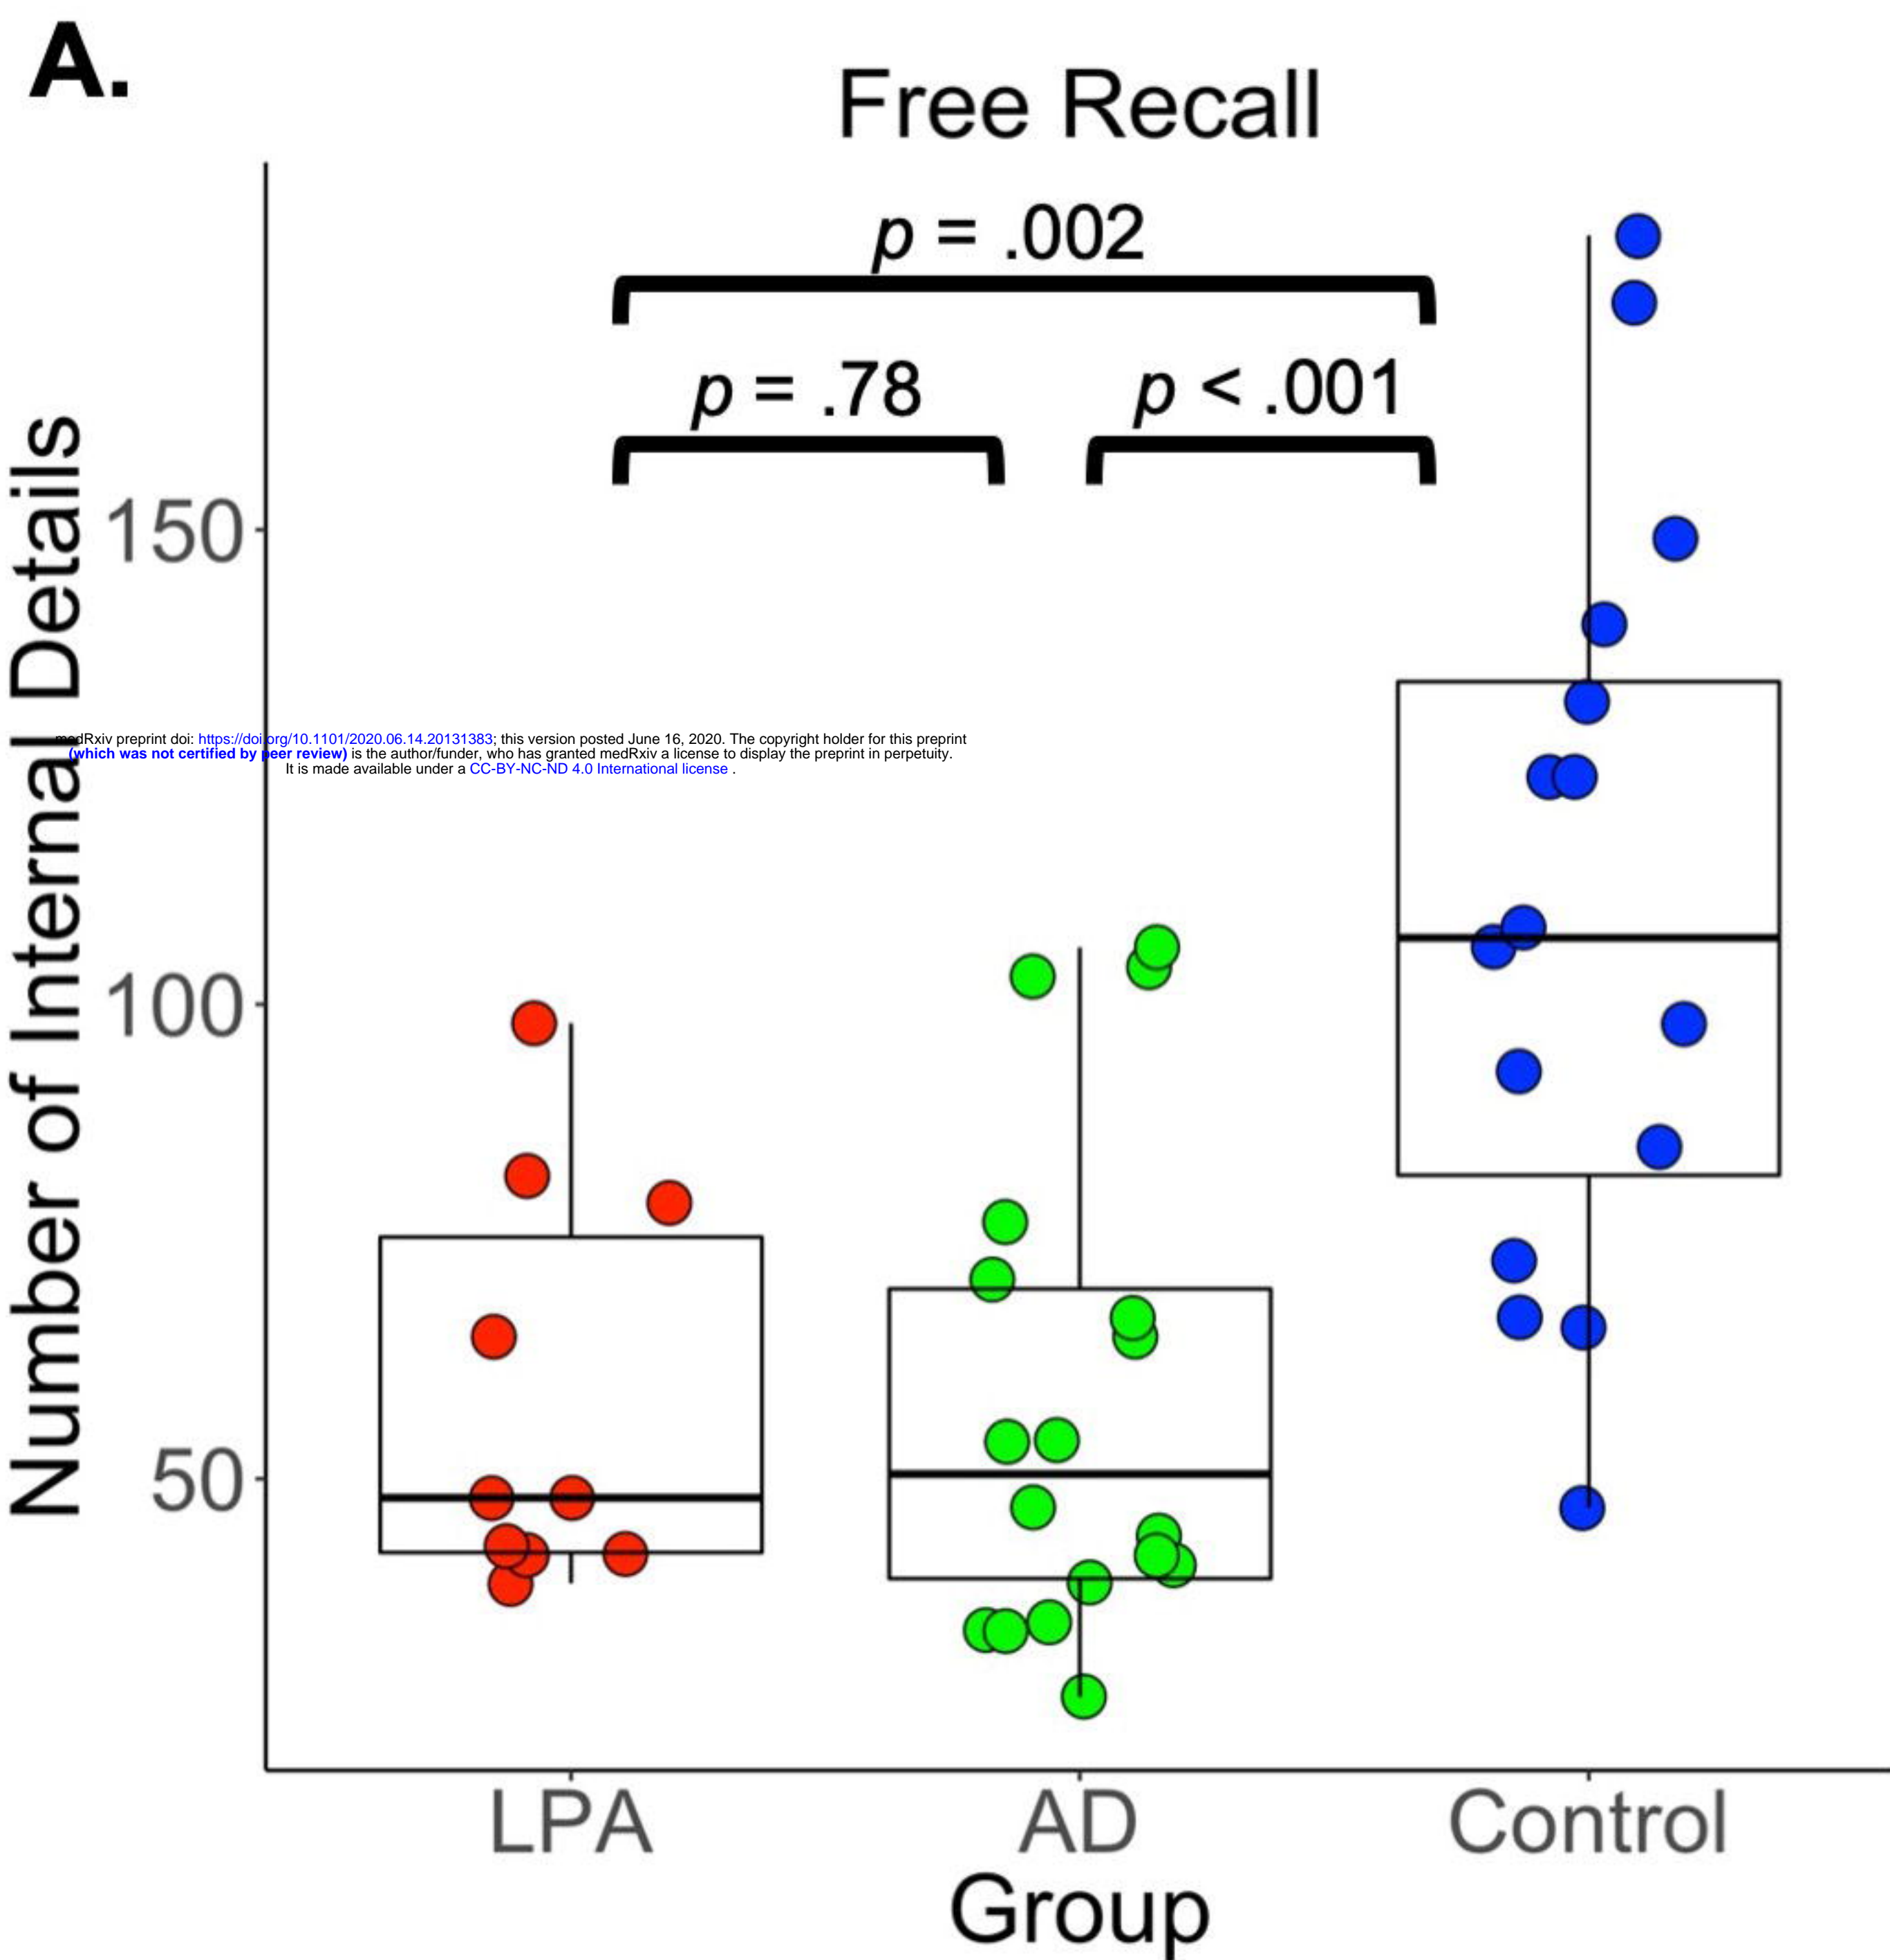 A.
Free Recall
p = .002
p = .78
p < .001
Number of Internal Details
150
100
50
medRxiv preprint doi: https://doi.org/10.1101/2020.06.14.20131383; this version posted June 16, 2020. The copyright holder for this preprint
(which was not certified by peer review) is the author/funder, who has granted medRxiv a license to display the preprint in perpetuity.
It is made available under a CC-BY-NC-ND 4.0 International license .
LPA
AD
Control
Group